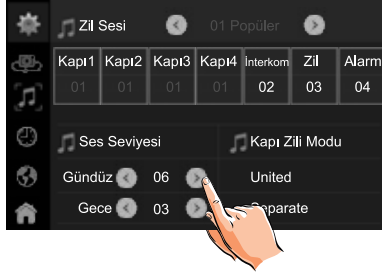 Zil Sesi 01 Popüler
Kapı1 Kapı2 Kapı3 Kapı4 İnterkom Zil Alarm
01 01 01 01 02 03 04
Ses Seviyesi Kapı Zili Modu
Gündüz 06 United
Gece 03 Separate